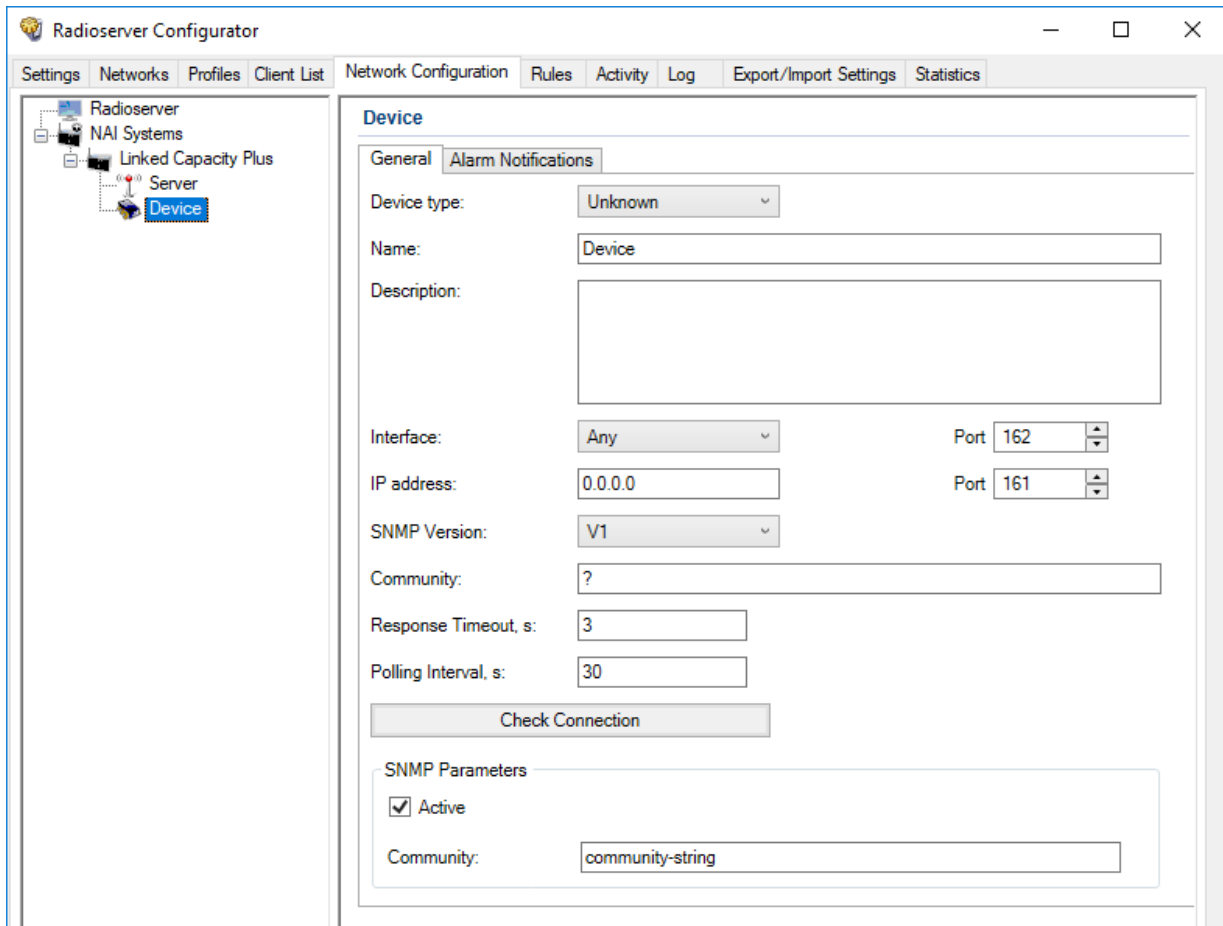 Radioserver Configurator
Settings Networks Profiles Client List Network Configuration Rules Activity Log Export/Import Settings Statistics
Radioserver
NAI Systems
Linked Capacity Plus
Server
Device
Device
General Alarm Notifications
Device type: Unknown
Name: Device
Description:
Interface: Any Port 162
IP address: 0.0.0.0 Port 161
SNMP Version: V1
Community: ?
Response Timeout, s: 3
Polling Interval, s: 30
Check Connection
SNMP Parameters
Active
Community: community-string